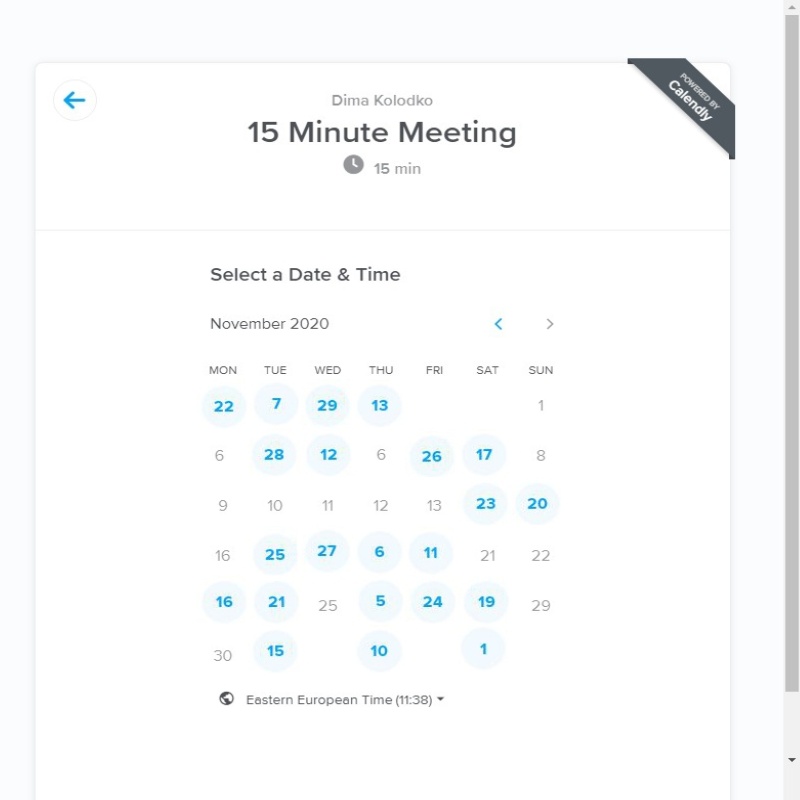 POWERED BY
Calendly
Dima Kolodko
15 Minute Meeting
15 min
Select a Date & Time
November 2020
MON TUE WED THU FRI SAT SUN
22 7 29 13 1
6 28 12 6 26 17 8
9 10 11 12 13 23 20
16 25 27 6 11 21 22
16 21 25 5 24 19 29
30 15 10 1
Eastern European Time (11:38)